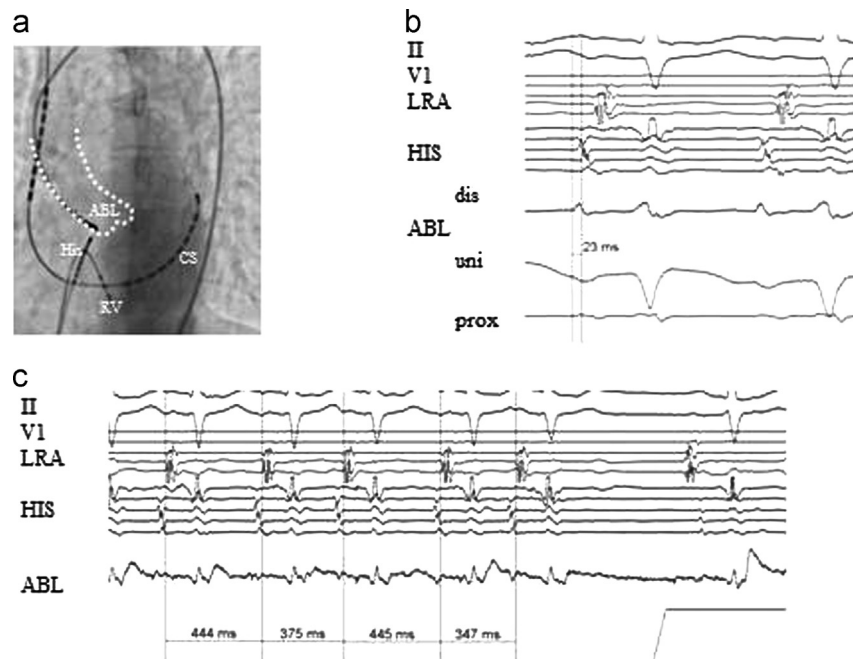 a
ABL
His
CS
RV
b
II
V1
LRA
HIS
dis
ABL
23 ms
uni
prox
c
II
V1
LRA
HIS
ABL
444 ms
375 ms
445 ms
347 ms